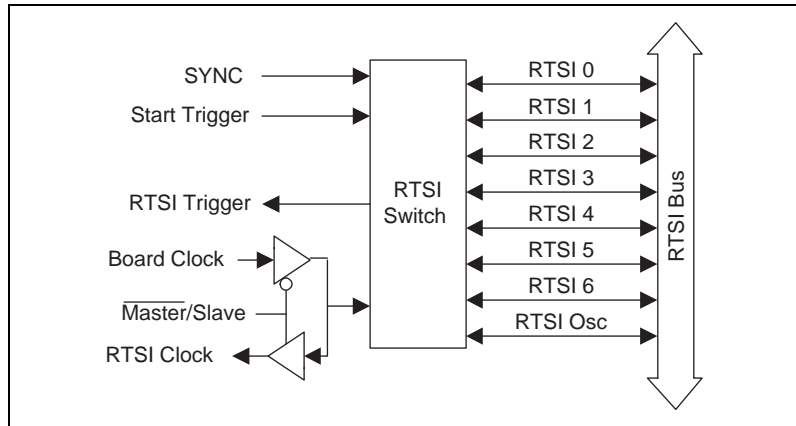 SYNC
Start Trigger
RTSI Trigger
Board Clock
Master/Slave
RTSI Clock
RTSI
Switch
RTSI 0
RTSI 1
RTSI 2
RTSI 3
RTSI 4
RTSI 5
RTSI 6
RTSI Osc
RTSI Bus